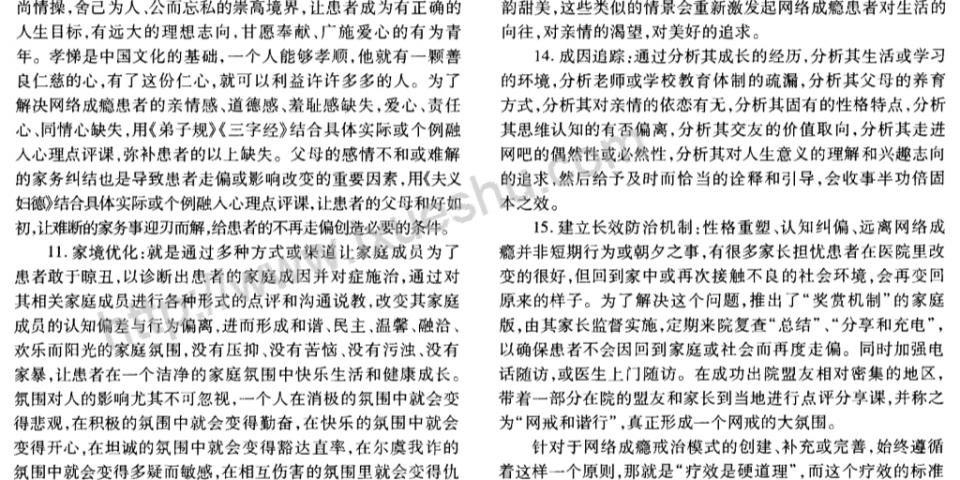 尚情操,舍己为人、公而忘私的崇高境界,让患者成为有正确的
人生目标,有远大的理想志向,甘愿奉献、广施爱心的有为青
年。孝悌是中国文化的基础,一个人能够孝顺,他就有一颗善
良仁慈的心,有了这份仁心,就可以利益许许多多的人。为了
解决网络成瘾患者的亲情感、道德感、羞耻感缺失,爱心、责任
心、同情心缺失,用《弟子规》《三字经》结合具体实际或个例融
入心理点评课,弥补患者的以上缺失。父母的感情不和或难解
的家务纠结也是导致患者走偏或影响改变的重要因素,用《夫义
妇德》结合具体实际或个例融入心理点评课,让患者的父母和好如
初,让难断的家务事迎刃而解,给患者的不再走偏创造必要的条件。
11. 家境优化:就是通过多种方式或渠道让家庭成员为了
患者敢于晾丑,以诊断出患者的家庭成因并对症施治,通过对
其相关家庭成员进行各种形式的点评和沟通说教,改变其家庭
成员的认知偏差与行为偏离,进而形成和谐、民主、温馨、融洽、
欢乐而阳光的家庭氛围,没有压抑、没有苦恼、没有污浊、没有
家暴,让患者在一个洁净的家庭氛围中快乐生活和健康成长。
氛围对人的影响尤其不可忽视,一个人在消极的氛围中就会变
得悲观,在积极的氛围中就会变得勤奋,在快乐的氛围中就会
变得开心,在坦诚的氛围中就会变得豁达直率,在尔虞我诈的
氛围中就会变得多疑而敏感,在相互伤害的氛围里就会变得仇
韵甜美,这些类似的情景会重新激发起网络成瘾患者对生活的
向往,对亲情的渴望,对美好的追求。
14. 成因追踪:通过分析其成长的经历,分析其生活或学习
的环境,分析老师或学校教育体制的疏漏,分析其父母的养育
方式,分析其对亲情的依恋有无,分析其固有的性格特点,分析
其思维认知的有否偏离,分析其交友的价值取向,分析其走进
网吧的偶然性或必然性,分析其对人生意义的理解和兴趣志向
的追求,然后给予及时而恰当的诠释和引导,会收事半功倍固
本之效。
15. 建立长效防治机制:性格重塑、认知纠偏、远离网络成
瘾并非短期行为或朝夕之事,有很多家长担忧患者在医院里改
变的很好,但回到家中或再次接触不良的社会环境,会再变回
原来的样子。为了解决这个问题,推出了“奖赏机制”的家庭
版,由其家长监督实施,定期来院复查“总结”、“分享和充电”,
以确保患者不会因回到家庭或社会而再度走偏。同时加强电
话随访,或医生上门随访。在成功出院盟友相对密集的地区,
带着一部分在院的盟友和家长到当地进行点评分享课,并称之
为“网戒和谐行”,真正形成一个网戒的大氛围。
针对于网络成瘾戒治模式的创建、补充或完善,始终遵循
着这样一个原则,那就是“疗效是硬道理”,而这个疗效的标准
http://www.ixueshu.com